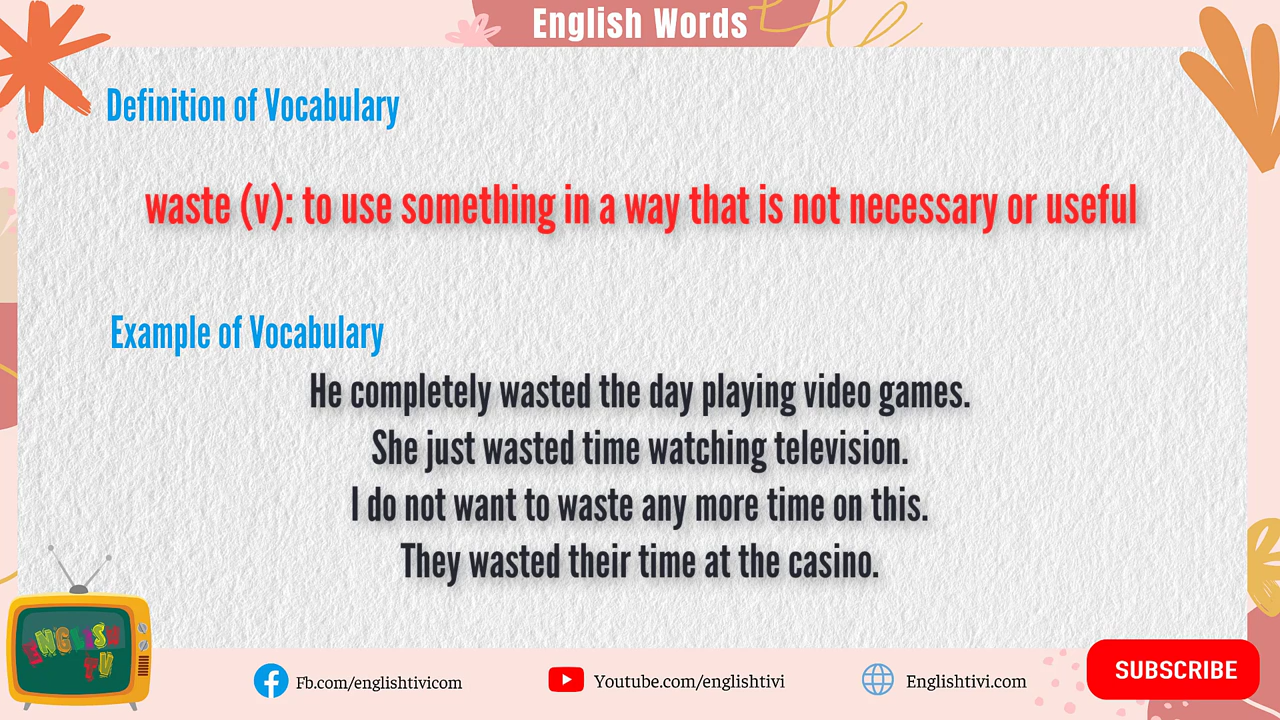 English Words
Definition of Vocabulary
waste (v): to use something in a way that is not necessary or useful
Example of Vocabulary
He completely wasted the day playing video games.
She just wasted time watching television.
I do not want to waste any more time on this.
They wasted their time at the casino.
ENGLISH
TV
Fb.com/englishtivicom
Youtube.com/englishtivi
Englishtivi.com
SUBSCRIBE